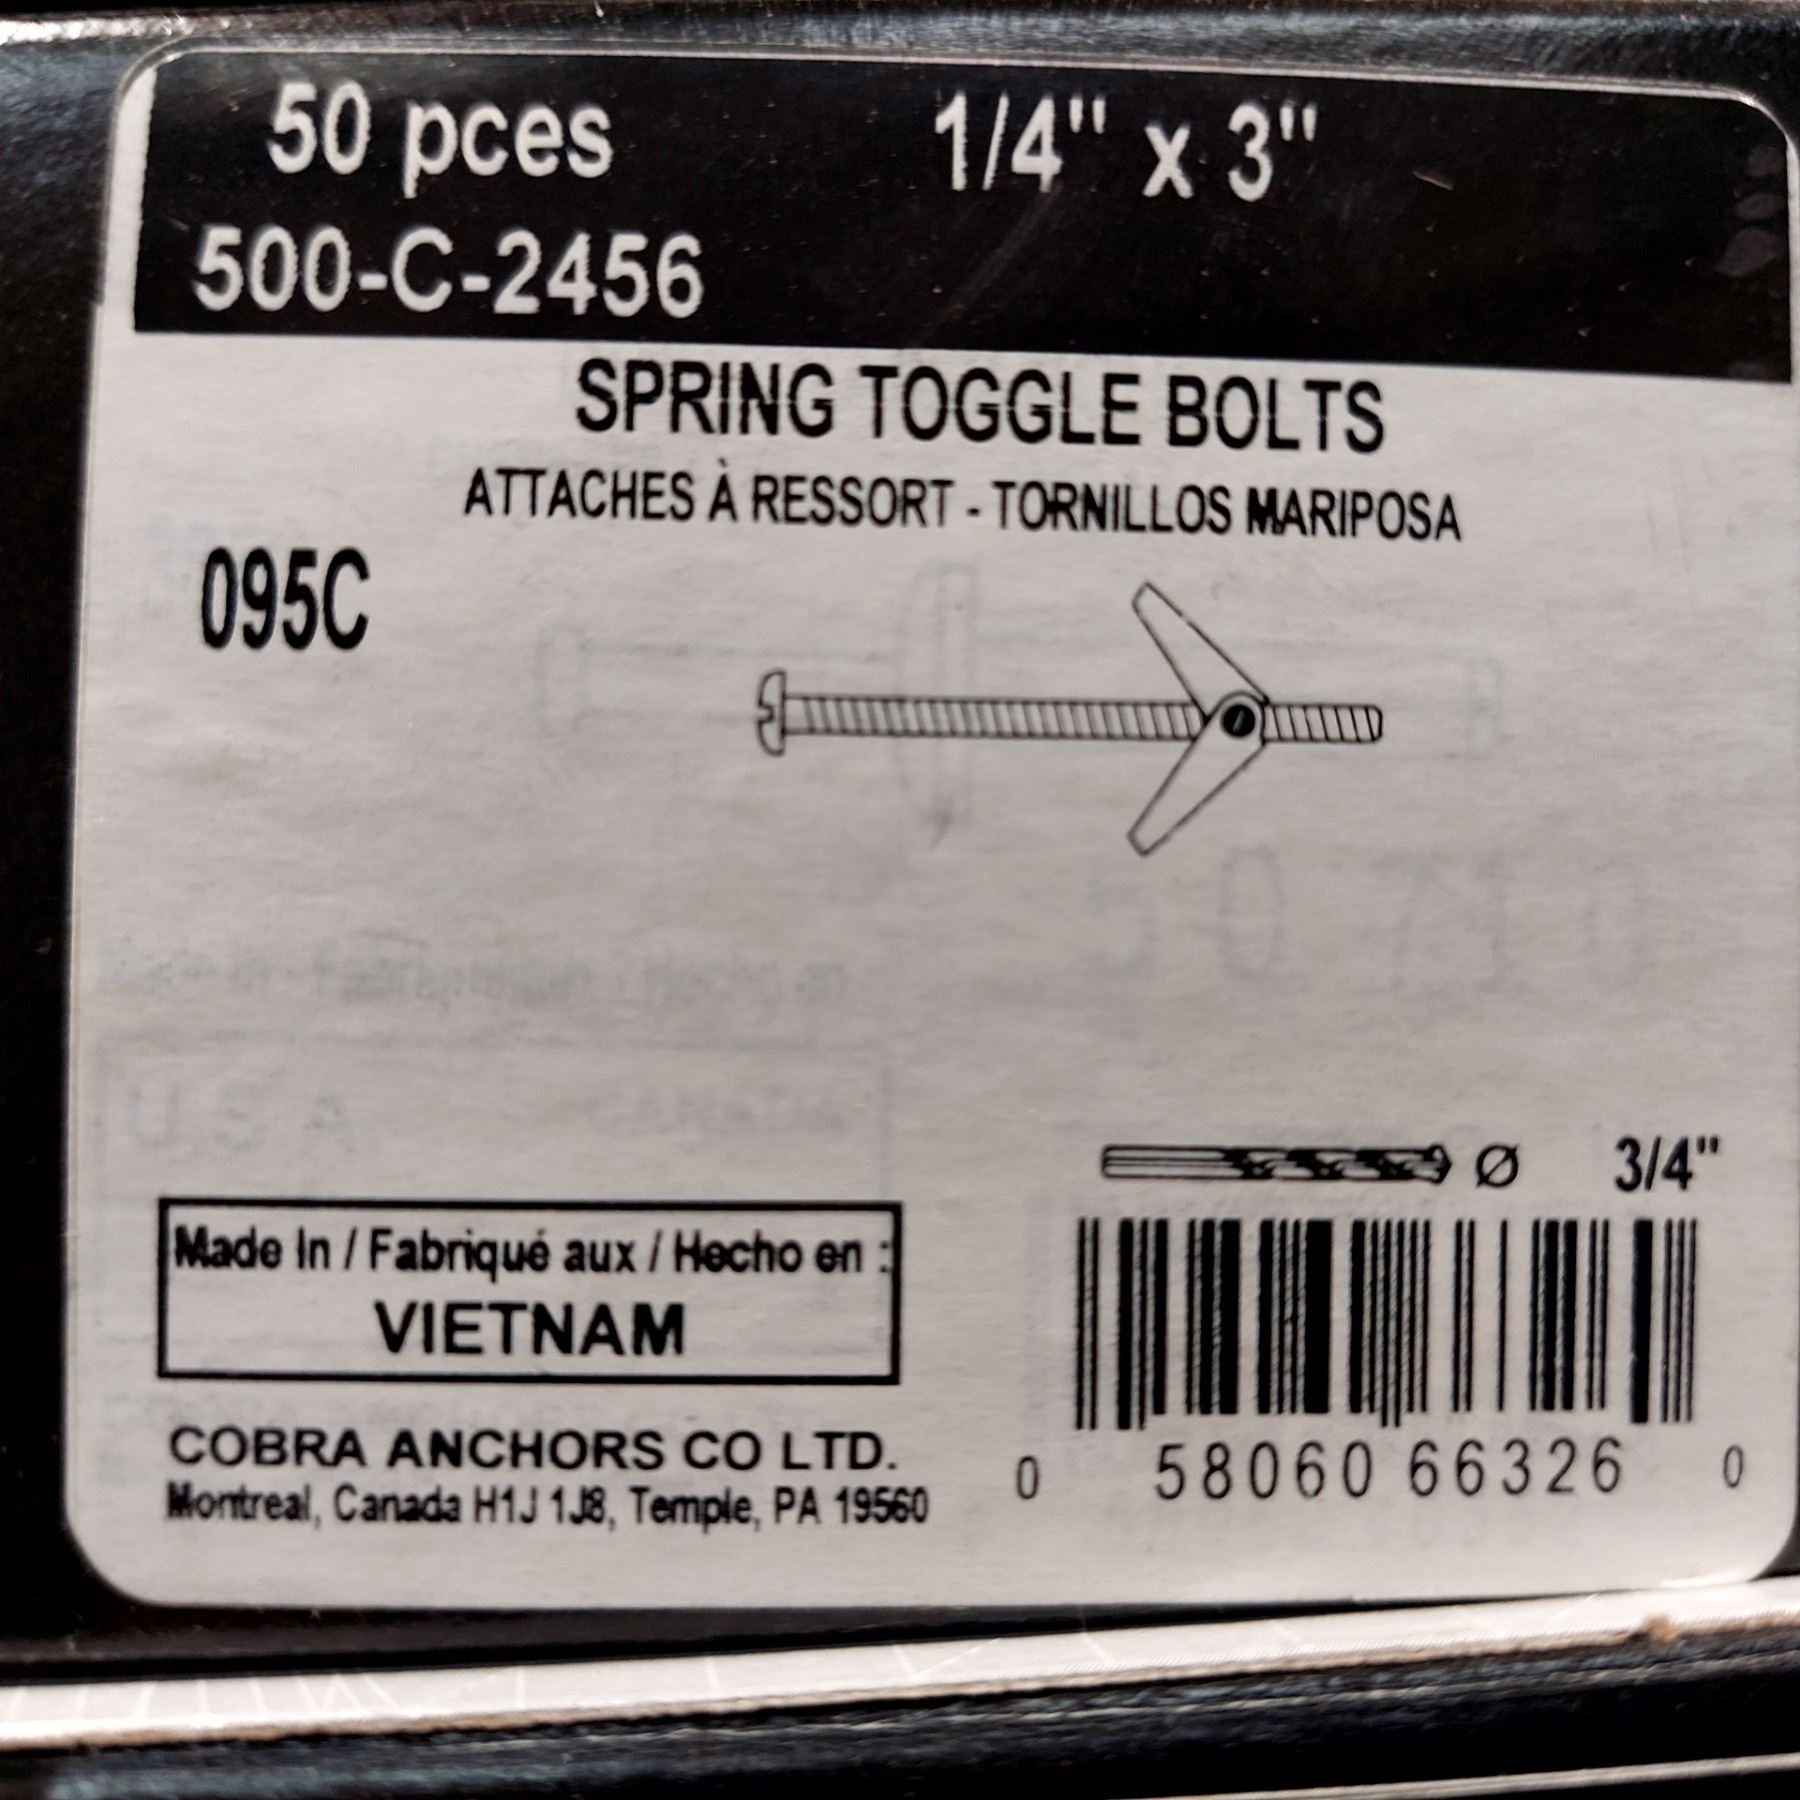 50 pces 1/4" x 3"
500-C-2456
SPRING TOGGLE BOLTS
ATTACHES À RESSORT - TORNILLOS MARIPOSA
095C
Ø 3/4"
Made In / Fabriqué aux / Hecho en :
VIETNAM
COBRA ANCHORS CO LTD.
Montreal, Canada H1J 1J8, Temple, PA 19560
0 58060 66326 0